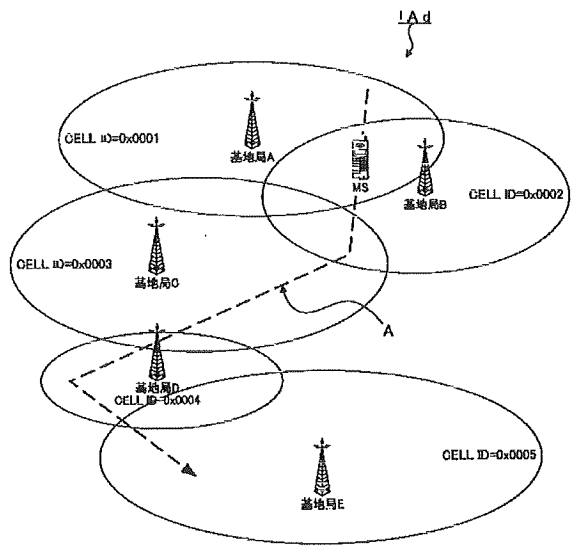 1Ad
CELL ID=0x0001
基地局A
MS
基地局B
CELL ID=0x0002
CELL ID=0x0003
基地局C
A
基地局D
CELL ID=0x0004
CELL ID=0x0005
基地局E